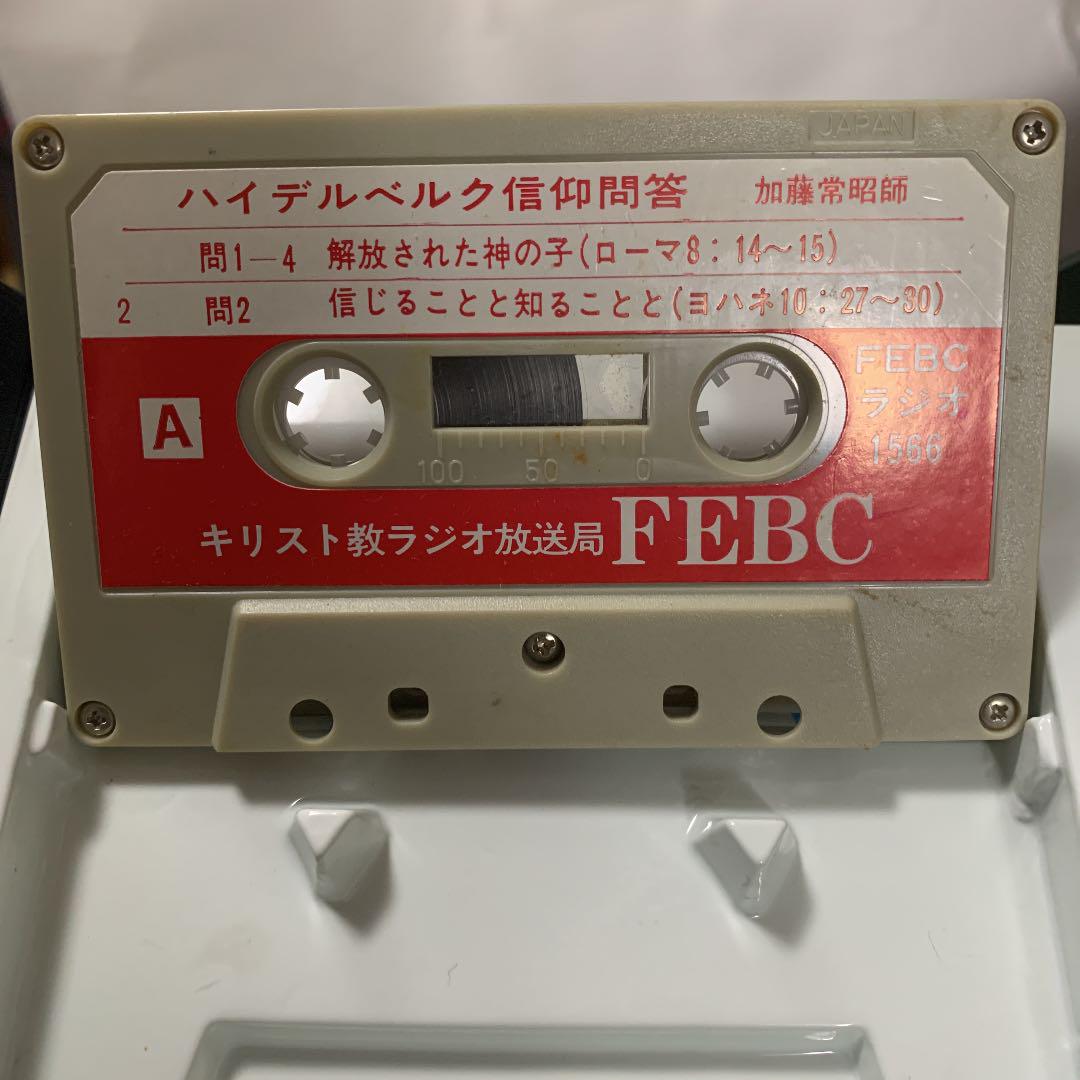 JAPAN
ハイデルベルク信仰問答 加藤常昭師
問1—4 解放された神の子(ローマ8:14〜15)
2 問2 信じることと知ることと(ヨハネ10:27〜30)
A
FEBC
ラジオ
1566
100 50 0
キリスト教ラジオ放送局 FEBC